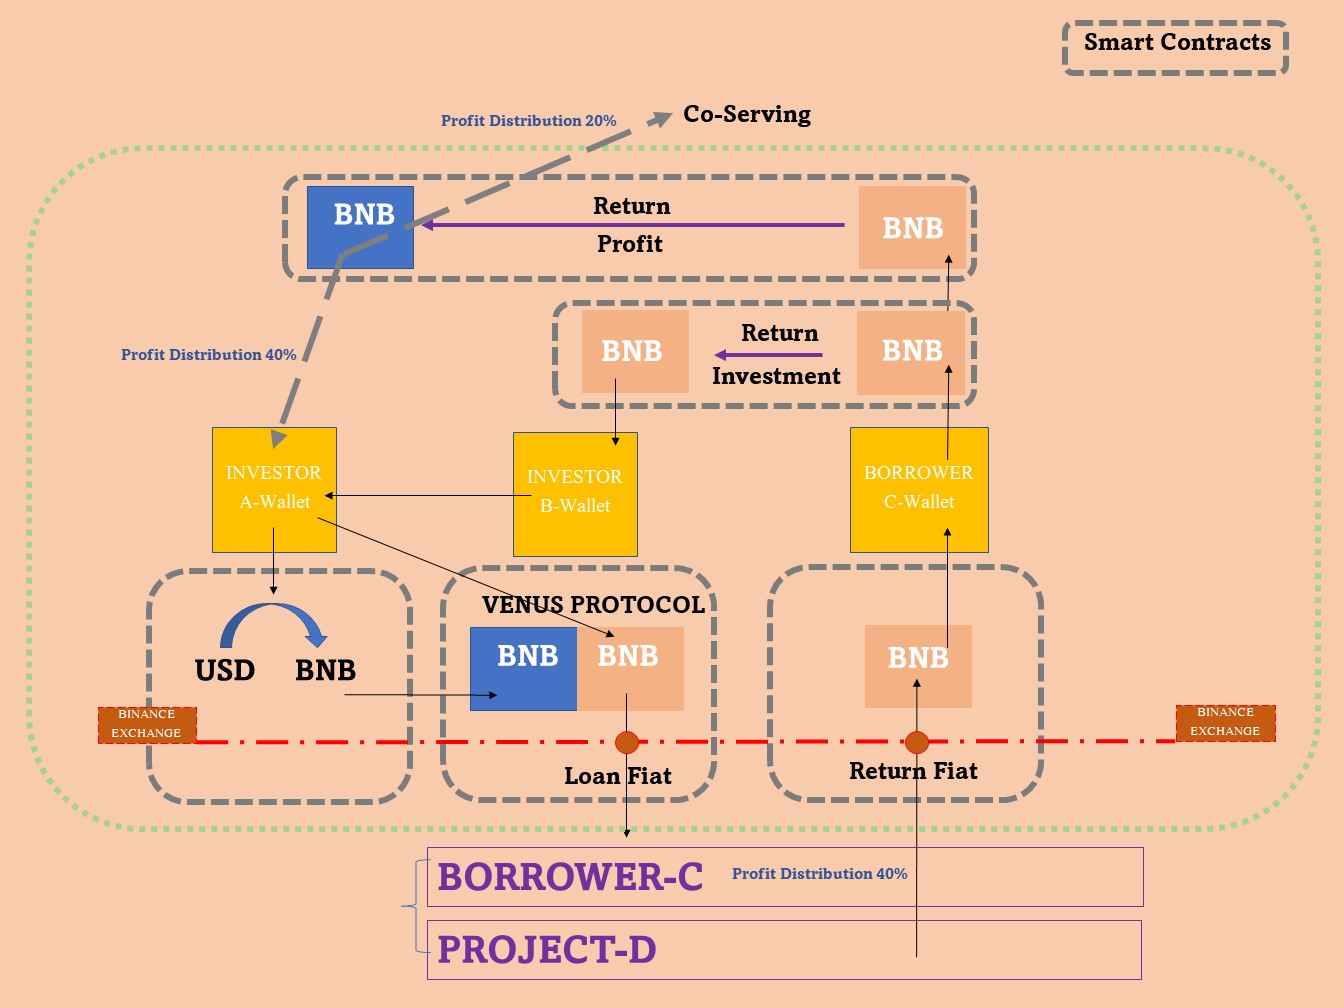 Smart Contracts
Profit Distribution 20%
Co-Serving
BNB
Return
Profit
BNB
Profit Distribution 40%
BNB
Return
Investment
BNB
INVESTOR
A-Wallet
INVESTOR
B-Wallet
BORROWER
C-Wallet
USD
BNB
VENUS PROTOCOL
BNB
BNB
BNB
BINANCE
EXCHANGE
BINANCE
EXCHANGE
Loan Fiat
Return Fiat
BORROWER-C
Profit Distribution 40%
PROJECT-D